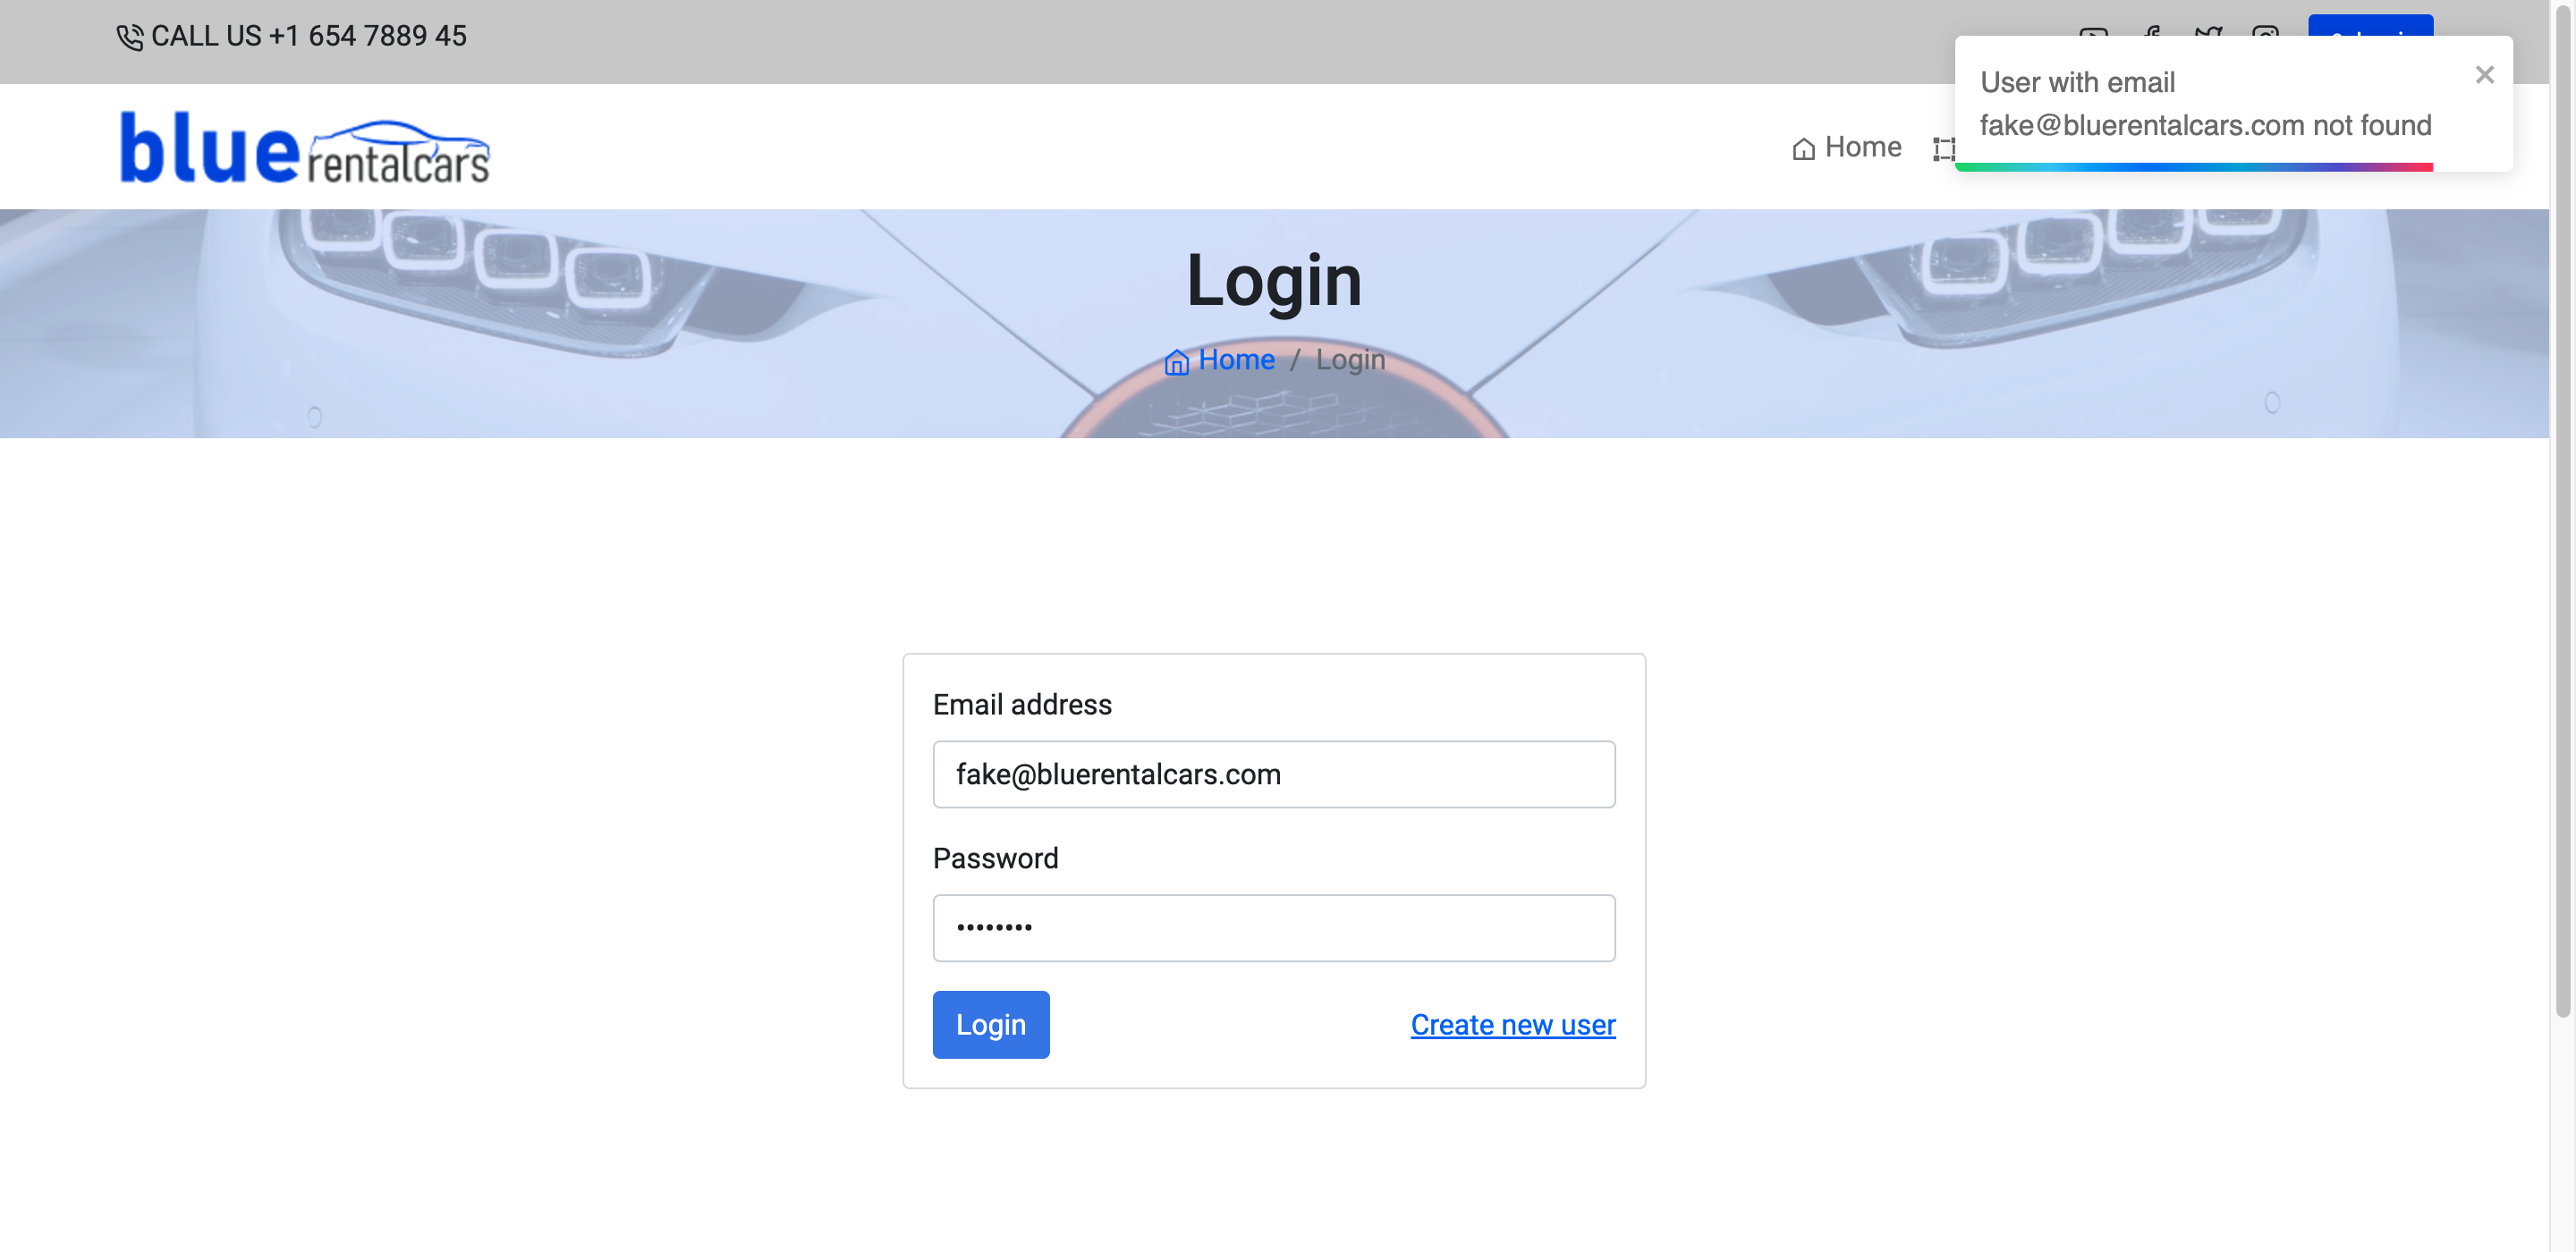 CALL US +1 654 7889 45
User with email
fake@bluerentalcars.com not found
blue rentalcars
Home
Login
Home / Login
Email address
fake@bluerentalcars.com
Password
••••••••
Login
Create new user